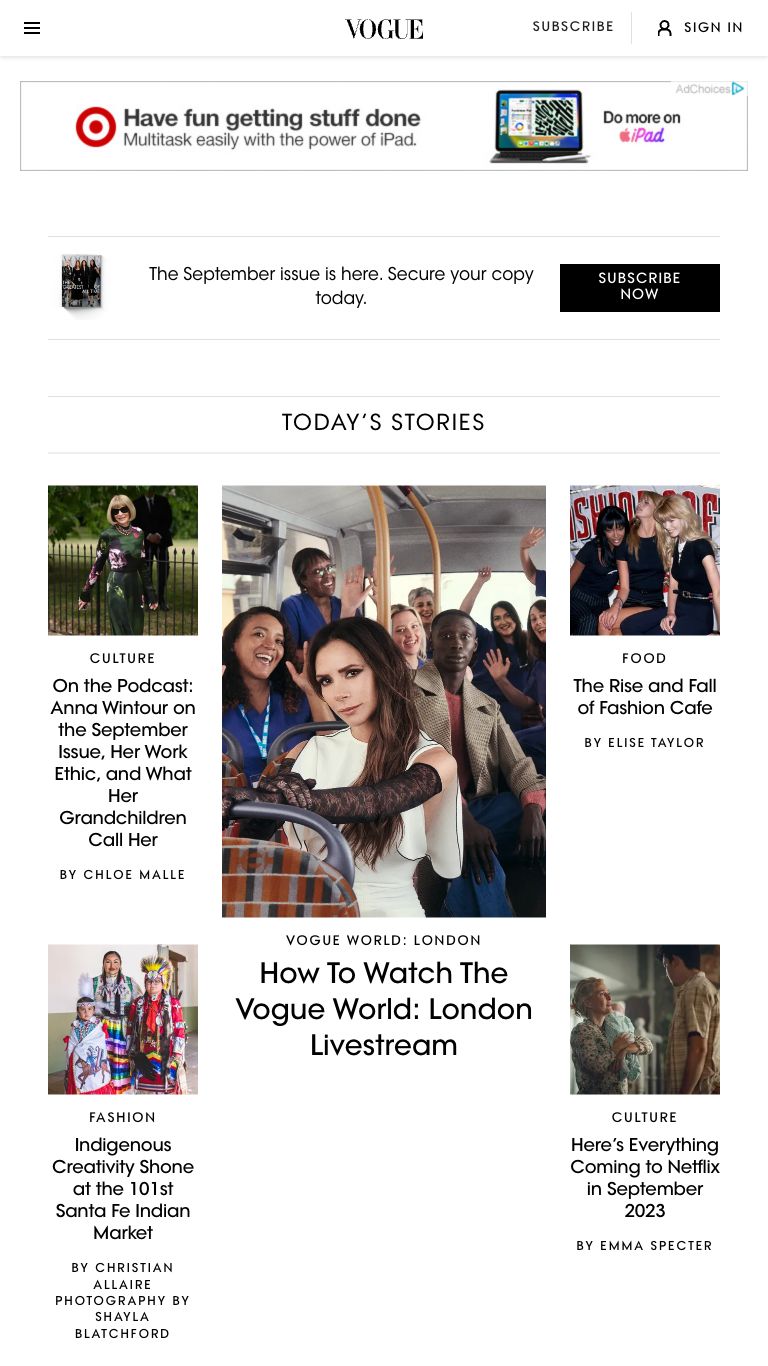 VOGUE
SUBSCRIBE
SIGN IN
AdChoices
Have fun getting stuff done
Multitask easily with the power of iPad.
Do more on
iPad
The September issue is here. Secure your copy
today.
SUBSCRIBE
NOW
TODAY’S STORIES
CULTURE
On the Podcast:
Anna Wintour on
the September
Issue, Her Work
Ethic, and What
Her
Grandchildren
Call Her
BY CHLOE MALLE
VOGUE WORLD: LONDON
How To Watch The
Vogue World: London
Livestream
FOOD
The Rise and Fall
of Fashion Cafe
BY ELISE TAYLOR
FASHION
Indigenous
Creativity Shone
at the 101st
Santa Fe Indian
Market
BY CHRISTIAN
ALLAIRE
PHOTOGRAPHY BY
SHAYLA
BLATCHFORD
CULTURE
Here’s Everything
Coming to Netflix
in September
2023
BY EMMA SPECTER